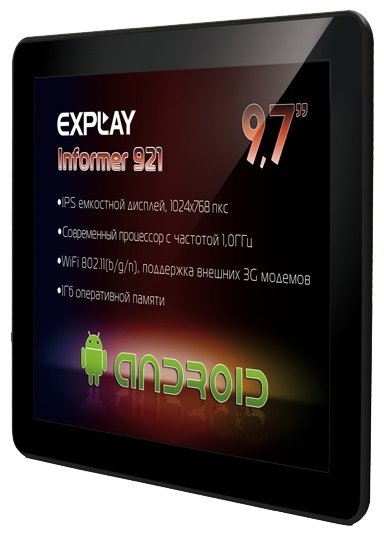 EXPLAY 9,7”
Informer 921
•IPS емкостной дисплей, 1024x768 пкс
•Современный процессор с частотой 1,0ГГц
•WiFi 802.11(b/g/n), поддержка внешних 3G модемов
•1Гб оперативной памяти
ANDROID